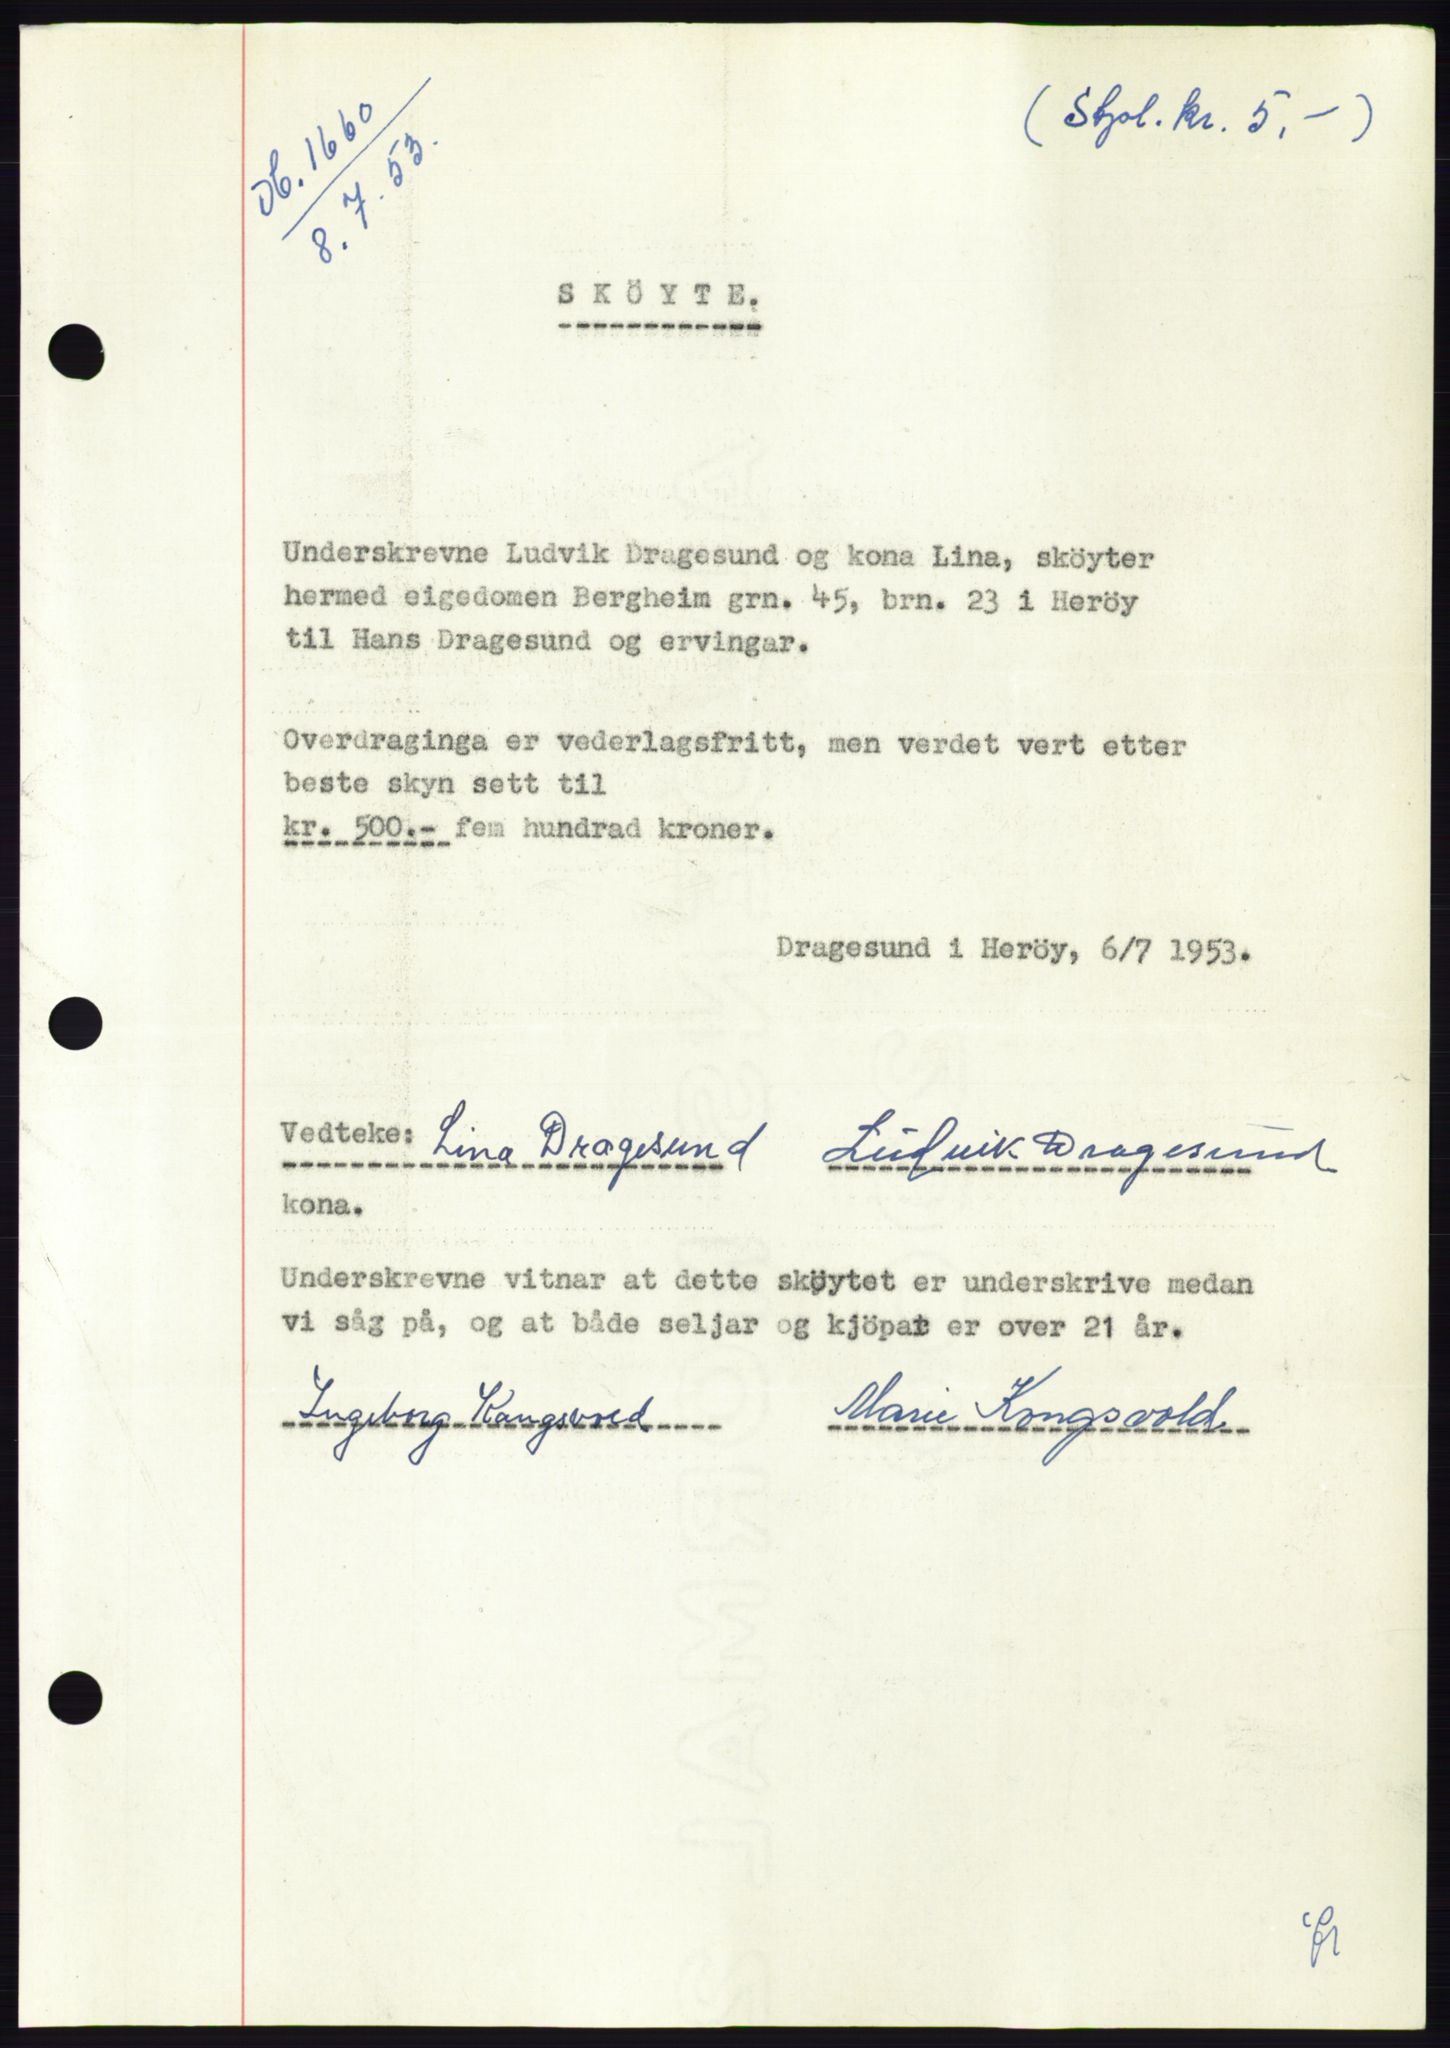 Db. 1660
8. 7. 53.
( Stpl. kr. 5,- )
SKÖYTE.
Underskrevne Ludvik Dragesund og kona Lina, sköyter
hermed eigedomen Bergheim grn. 45, brn. 23 i Heröy
til Hans Dragesund og ervingar.
Overdraginga er vederlagsfritt, men verdet vert etter
beste skyn sett til
kr. 500.- fem hundrad kroner.
Dragesund i Heröy, 6/7 1953.
Vedteke: Lina Dragesund Ludvik Dragesund
kona.
Underskrevne vitnar at dette sköytet er underskrive medan
vi såg på, og at både seljar og kjöpar er over 21 år.
Ingeborg Kongsvold Marie Kongsvold